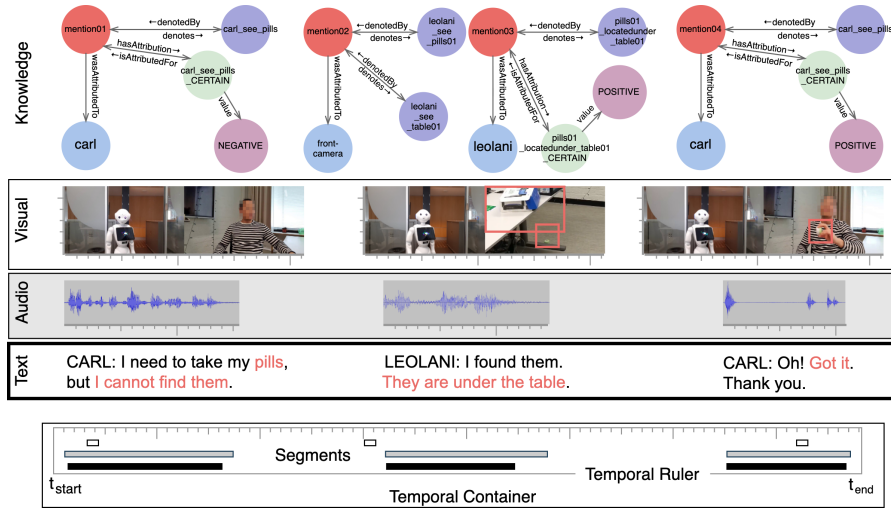 Knowledge
mention01
←denotedBy
denotes→
carl_see_pills
hasAttribution→
←isAttributedFor
wasAttributedTo
carl_see_pills
_CERTAIN
value
carl
NEGATIVE
mention02
←denotedBy
denotes→
leolani
_see
_pills01
←denotedBy
denotes→
wasAttributedTo
leolani
_see
_table01
front-
camera
mention03
←denotedBy
denotes→
pills01
_locatedunder
_table01
hasAttribution→
←isAttributedFor
wasAttributedTo
POSITIVE
value
leolani
pills01
_locatedunder_table01
_CERTAIN
mention04
←denotedBy
denotes→
carl_see_pills
hasAttribution→
←isAttributedFor
wasAttributedTo
carl_see_pills
_CERTAIN
value
carl
POSITIVE
Visual
Audio
Text
CARL: I need to take my pills,
but I cannot find them.
LEOLANI: I found them.
They are under the table.
CARL: Oh! Got it.
Thank you.
Segments
Temporal Ruler
tstart
tend
Temporal Container